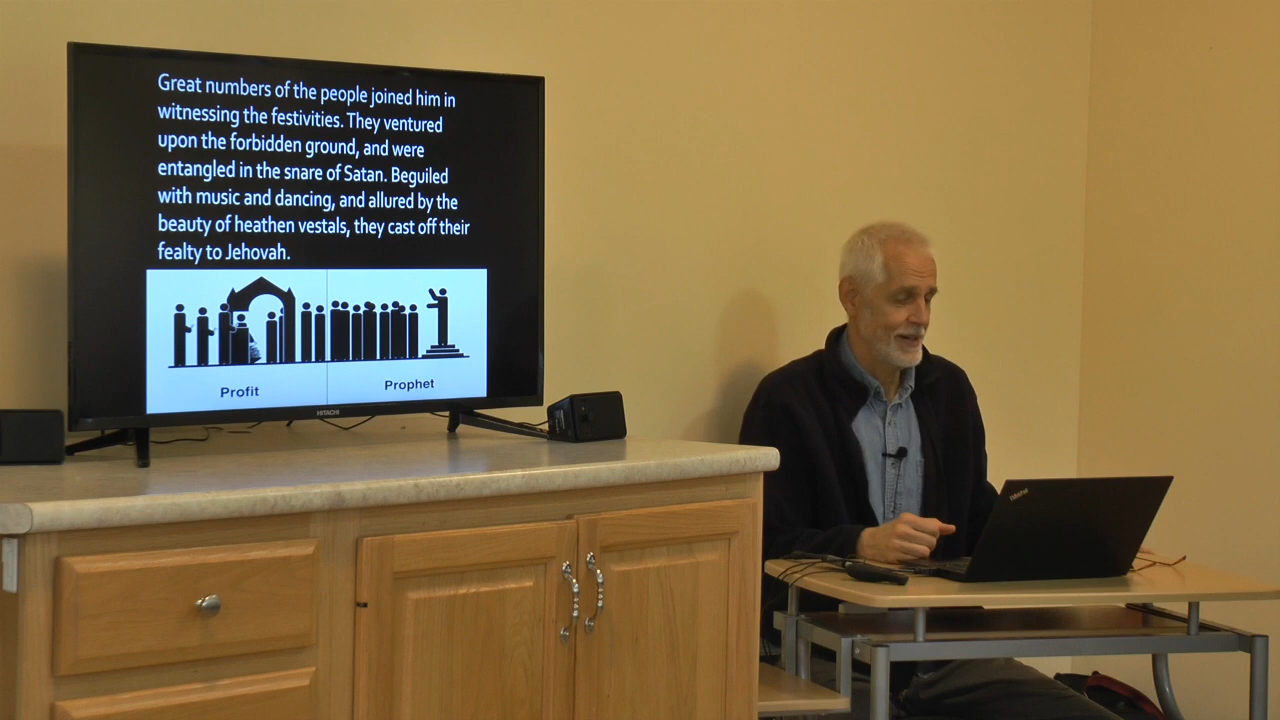 Great numbers of the people joined him in
witnessing the festivities. They ventured
upon the forbidden ground, and were
entangled in the snare of Satan. Beguiled
with music and dancing, and allured by the
beauty of heathen vestals, they cast off their
fealty to Jehovah.
Profit
Prophet
HITACHI
ThinkPad